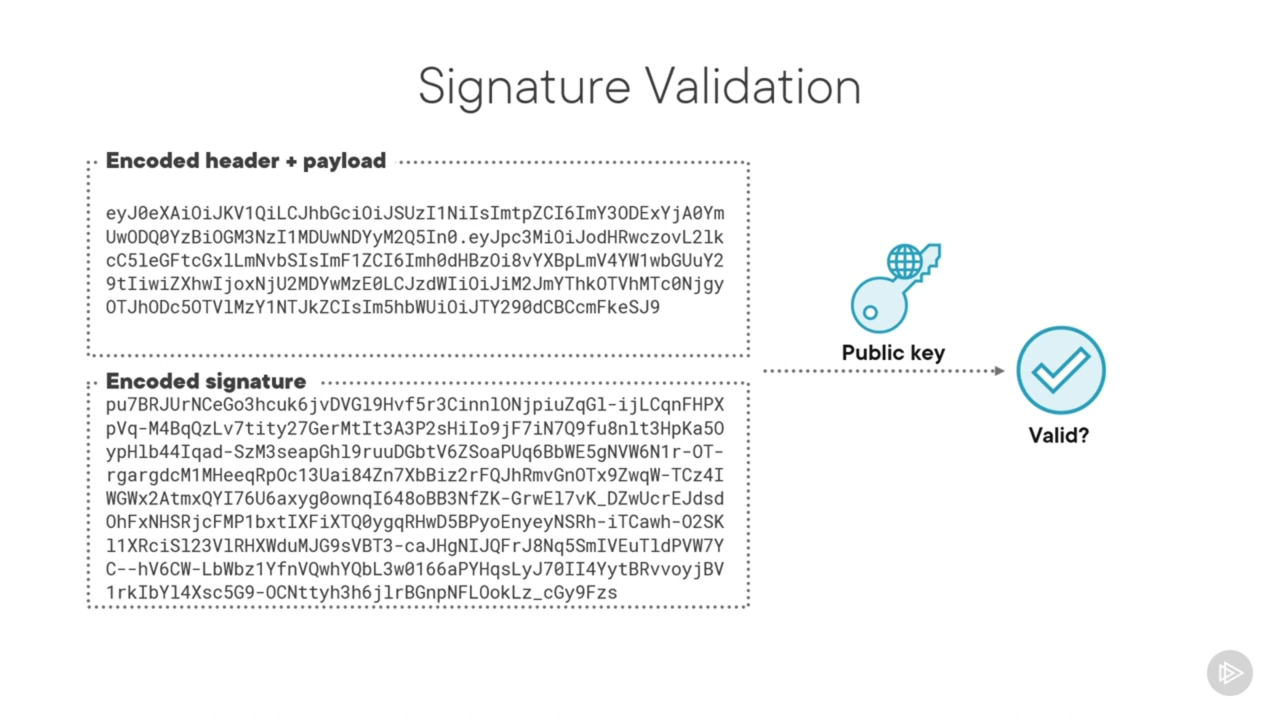 Signature Validation
Encoded header + payload
eyJ0eXAiOiJKV1QiLCJhbGciOiJSUzI1NiIsImtpZCI6ImY3ODExYjA0Ym
UwODQ0YzBiOGM3NzI1MDUwNDYyM2Q5In0.eyJpc3MiOiJodHRwczovL2lk
cC5leGFtcGxlLmNvbSIsImF1ZCI6Imh0dHBzOi8vYXBpLmV4YW1wbGUuY2
9tIiwiZXhwIjoxNjU2MDYwMzE0LCJzdWIiOiJiM2JmYThkOTVhMTc0Njgy
OTJhODc5OTVlMzY1NTJkZCIsIm5hbWUiOiJTY290dCBCcmFkeSJ9
Encoded signature
pu7BRJUrNCeGo3hcuk6jvDVGl9Hvf5r3CinnlONjpiuZqGl-ijLCqnFHPX
pVq-M4BqQzLv7tity27GerMtIt3A3P2sHiIo9jF7iN7Q9fu8nlt3HpKa5O
ypHlb44Iqad-SzM3seapGhl9ruuDGbtV6ZSoaPUq6BbWE5gNVW6N1r-OT-
rgargdcM1MHeeqRpOc13Uai84Zn7XbBiz2rFQJhRmvGnOTx9ZwqW-TCz4I
WGWx2AtmxQYI76U6axyg0ownqI648oBB3NfZK-GrwEl7vK_DZwUcrEJdsd
OhFxNHSRjcFMP1bxtIXFiXTQ0ygqRHwD5BPyoEnyeyNSRh-iTCawh-O2SK
l1XRciSl23VlRHXWduMJG9sVBT3-caJHgNIJQFrJ8Nq5SmIVEuTldPVW7Y
C--hV6CW-LbWbz1YfnVQwhYQbL3w0166aPYHqsLyJ70II4YytBRvvoyjBV
1rkIbYl4Xsc5G9-OCNttyh3h6jlrBGnpNFLOokLz_cGy9Fzs
Public key
Valid?